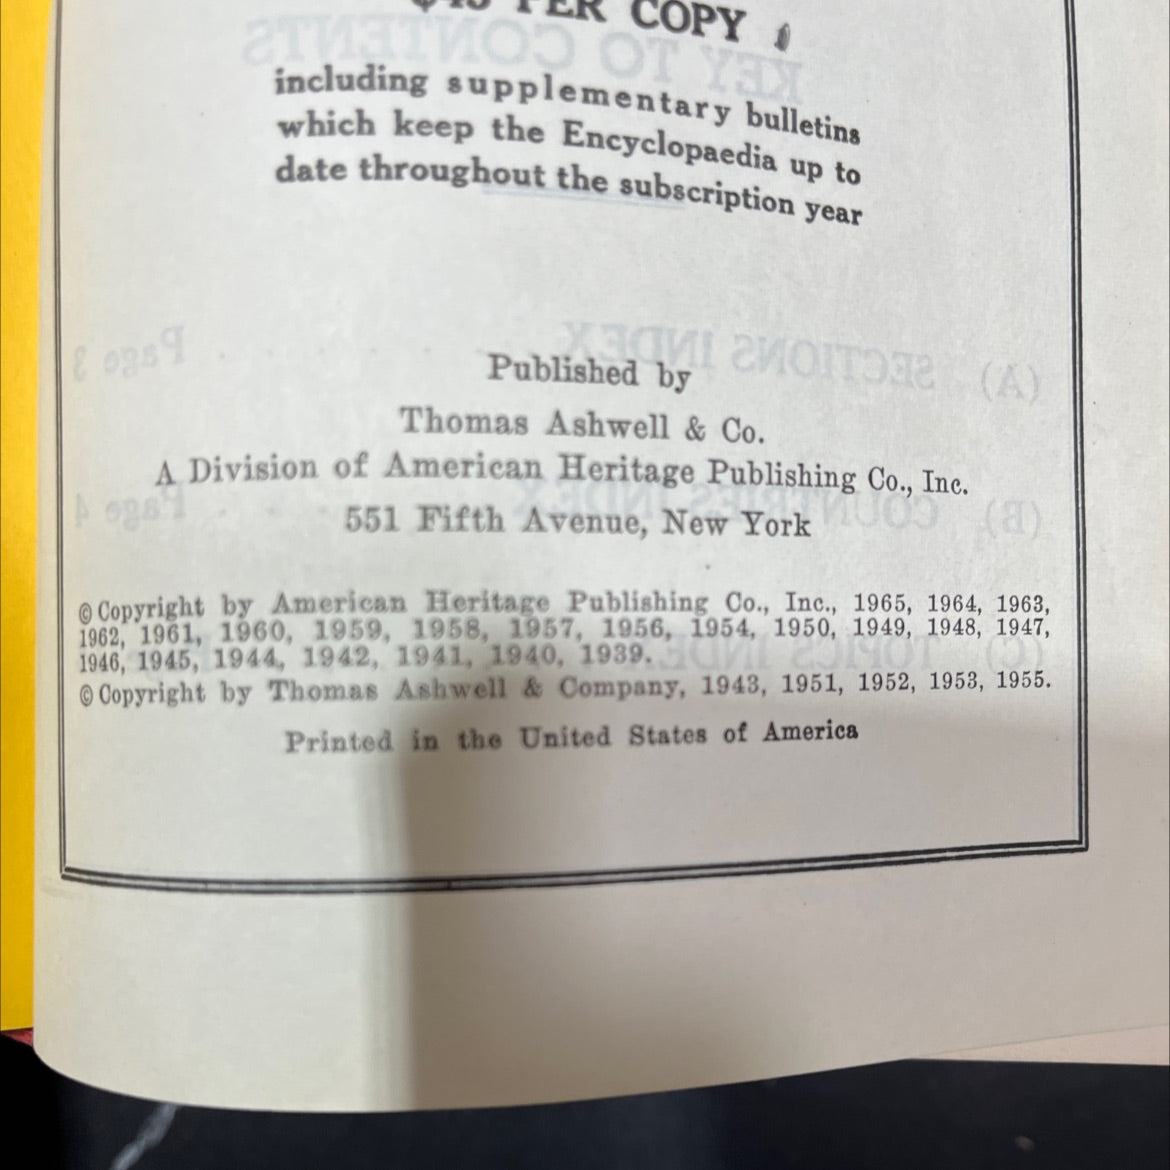 PER COPY
including supplementary bulletins
which keep the Encyclopaedia up to
date throughout the subscription year
Published by
Thomas Ashwell & Co.
A Division of American Heritage Publishing Co., Inc.
551 Fifth Avenue, New York
© Copyright by American Heritage Publishing Co., Inc., 1965, 1964, 1963,
1962, 1961, 1960, 1959, 1958, 1957, 1956, 1954, 1950, 1949, 1948, 1947,
1946, 1945, 1944, 1942, 1941, 1940, 1939.
© Copyright by Thomas Ashwell & Company, 1943, 1951, 1952, 1953, 1955.
Printed in the United States of America